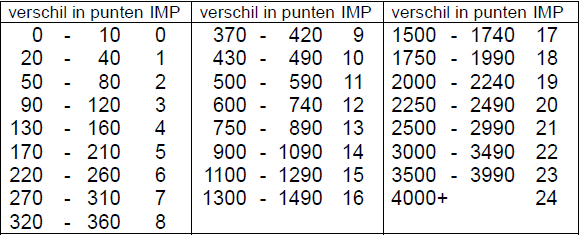 verschil in punten IMP verschil in punten IMP verschil in punten IMP
0 - 10 0 370 - 420 9 1500 - 1740 17
20 - 40 1 430 - 490 10 1750 - 1990 18
50 - 80 2 500 - 590 11 2000 - 2240 19
90 - 120 3 600 - 740 12 2250 - 2490 20
130 - 160 4 750 - 890 13 2500 - 2990 21
170 - 210 5 900 - 1090 14 3000 - 3490 22
220 - 260 6 1100 - 1290 15 3500 - 3990 23
270 - 310 7 1300 - 1490 16 4000+ 24
320 - 360 8